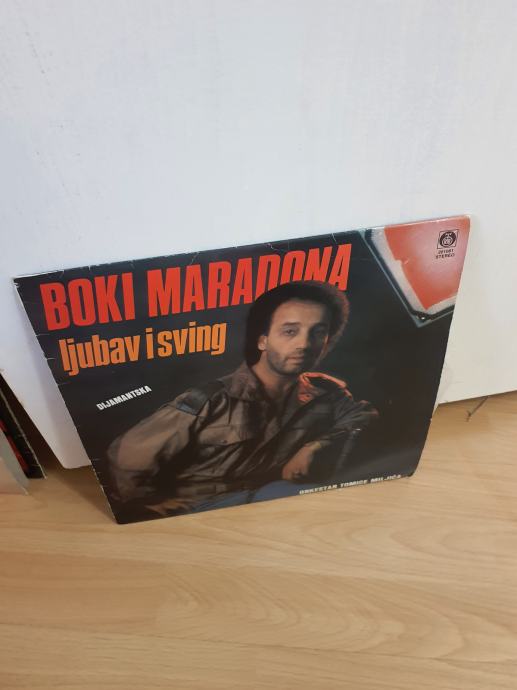 BOKI MARADONA
ljubav i sving
DIJAMANTSKA
STEREO
ORKESTAR TOMICE MILJIĆA